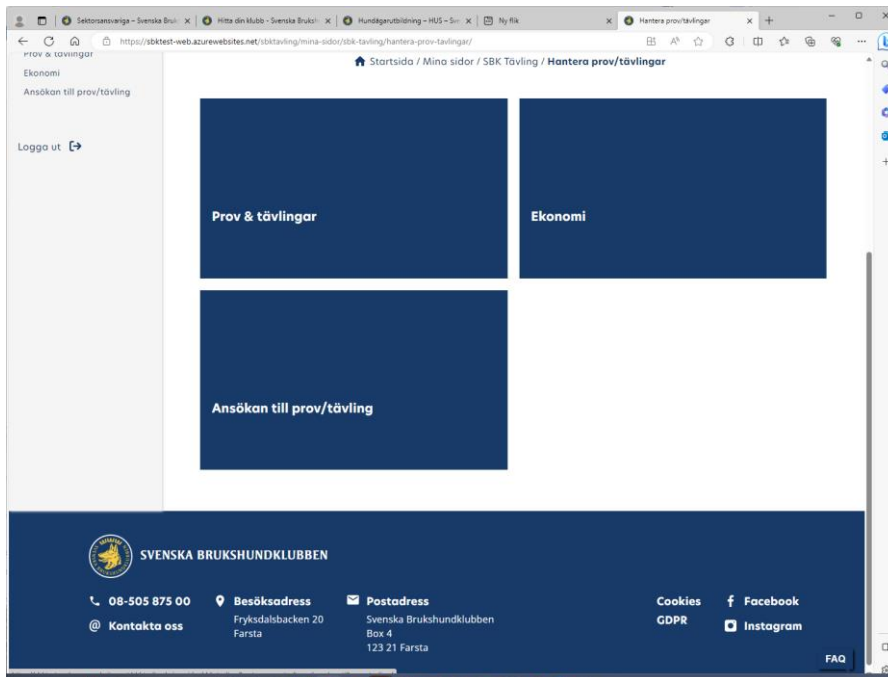 Sektorsansvariga – Svenska Bruk
Hitta din klubb - Svenska Bruksh
Hundägarutbildning – HUS – Sv
Ny flik
Hantera prov/tävlingar
https://sbktest-web.azurewebsites.net/sbktavling/mina-sidor/sbk-tavling/hantera-prov-tavlingar/
Prov & tävlingar
Ekonomi
Ansökan till prov/tävling
Logga ut
Startsida / Mina sidor / SBK Tävling / Hantera prov/tävlingar
Prov & tävlingar
Ekonomi
Ansökan till prov/tävling
SVENSKA BRUKSHUNDKLUBBEN
08-505 875 00
@ Kontakta oss
Besöksadress
Fryksdalsbacken 20
Farsta
Postadress
Svenska Brukshundklubben
Box 4
123 21 Farsta
Cookies
GDPR
Facebook
Instagram
FAQ